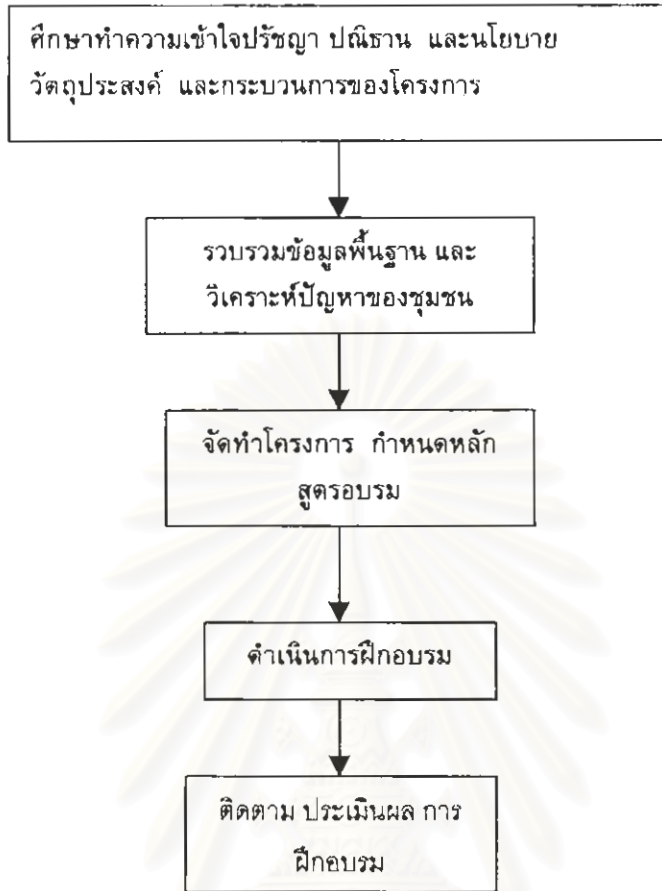 ศึกษาทำความเข้าใจปรัชญา ปณิธาน และนโยบาย
วัตถุประสงค์ และกระบวนการของโครงการ
รวบรวมข้อมูลพื้นฐาน และ
วิเคราะห์ปัญหาของชุมชน
จัดทำโครงการ กำหนดหลัก
สูตรอบรม
ดำเนินการฝึกอบรม
ติดตาม ประเมินผล การ
ฝึกอบรม